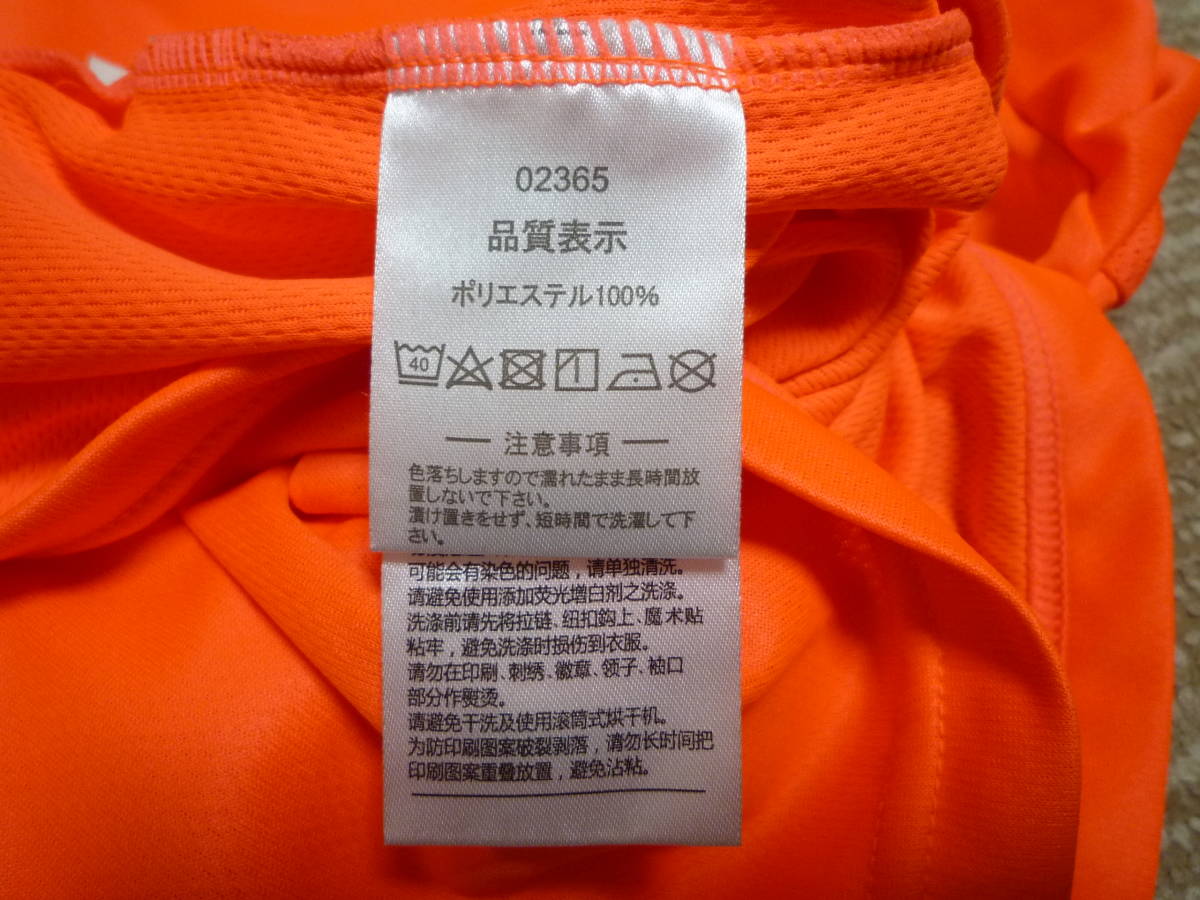 02365
品質表示
ポリエステル100%
40
注意事項
色落ちしますので濡れたまま長時間放
置しないで下さい。
漬け置きをせず、短時間で洗濯して下
さい。
可能会有染色的问题，请单独清洗。
请避免使用添加荧光增白剂之洗涤。
洗涤前请先将拉链、纽扣鈎上、魔术贴
粘牢，避免洗涤时损伤到衣服。
请勿在印刷、刺绣、徽章、领子、袖口
部分作熨烫。
请避免干洗及使用滚筒式烘干机。
为防印刷图案破裂剥落，请勿长时间把
印刷图案重叠放置，避免沾粘。